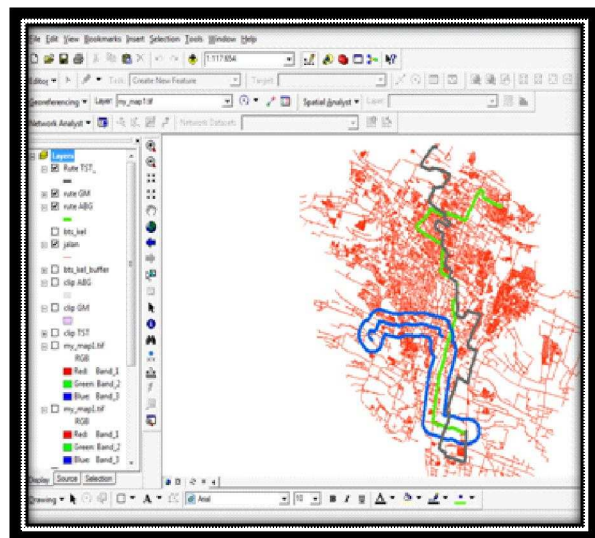 File Edit View Bookmarks Insert Selection Tools Window Help
1:117.654
Editor Task: Create New Feature Target:
Georeferencing Layer: my_map1.tif Spatial Analyst Layer:
Network Analyst Network Dataset:
Layers
Rute TST_
rute GM
rute ABG
bts_kel
jalan
bts_kel_buffer
clip ABG
clip GM
clip TST
my_map1.tif
RGB
Red: Band_1
Green: Band_2
Blue: Band_3
my_map1.tif
RGB
Red: Band_1
Green: Band_2
Blue: Band_3
Display Source Selection
Drawing A Arial 10 B I U A